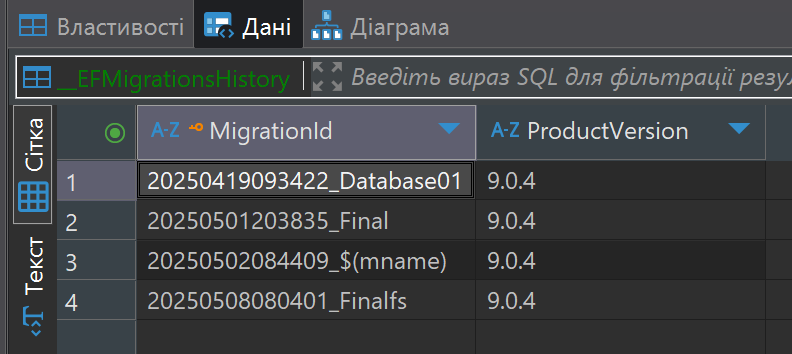 Властивості Дані Діаграма
__EFMigrationsHistory Введіть вираз SQL для фільтрації
Сітка
Текст
A-Z MigrationId A-Z ProductVersion
1 20250419093422_Database01 9.0.4
2 20250501203835_Final 9.0.4
3 20250502084409_$(mname) 9.0.4
4 20250508080401_Finalfs 9.0.4